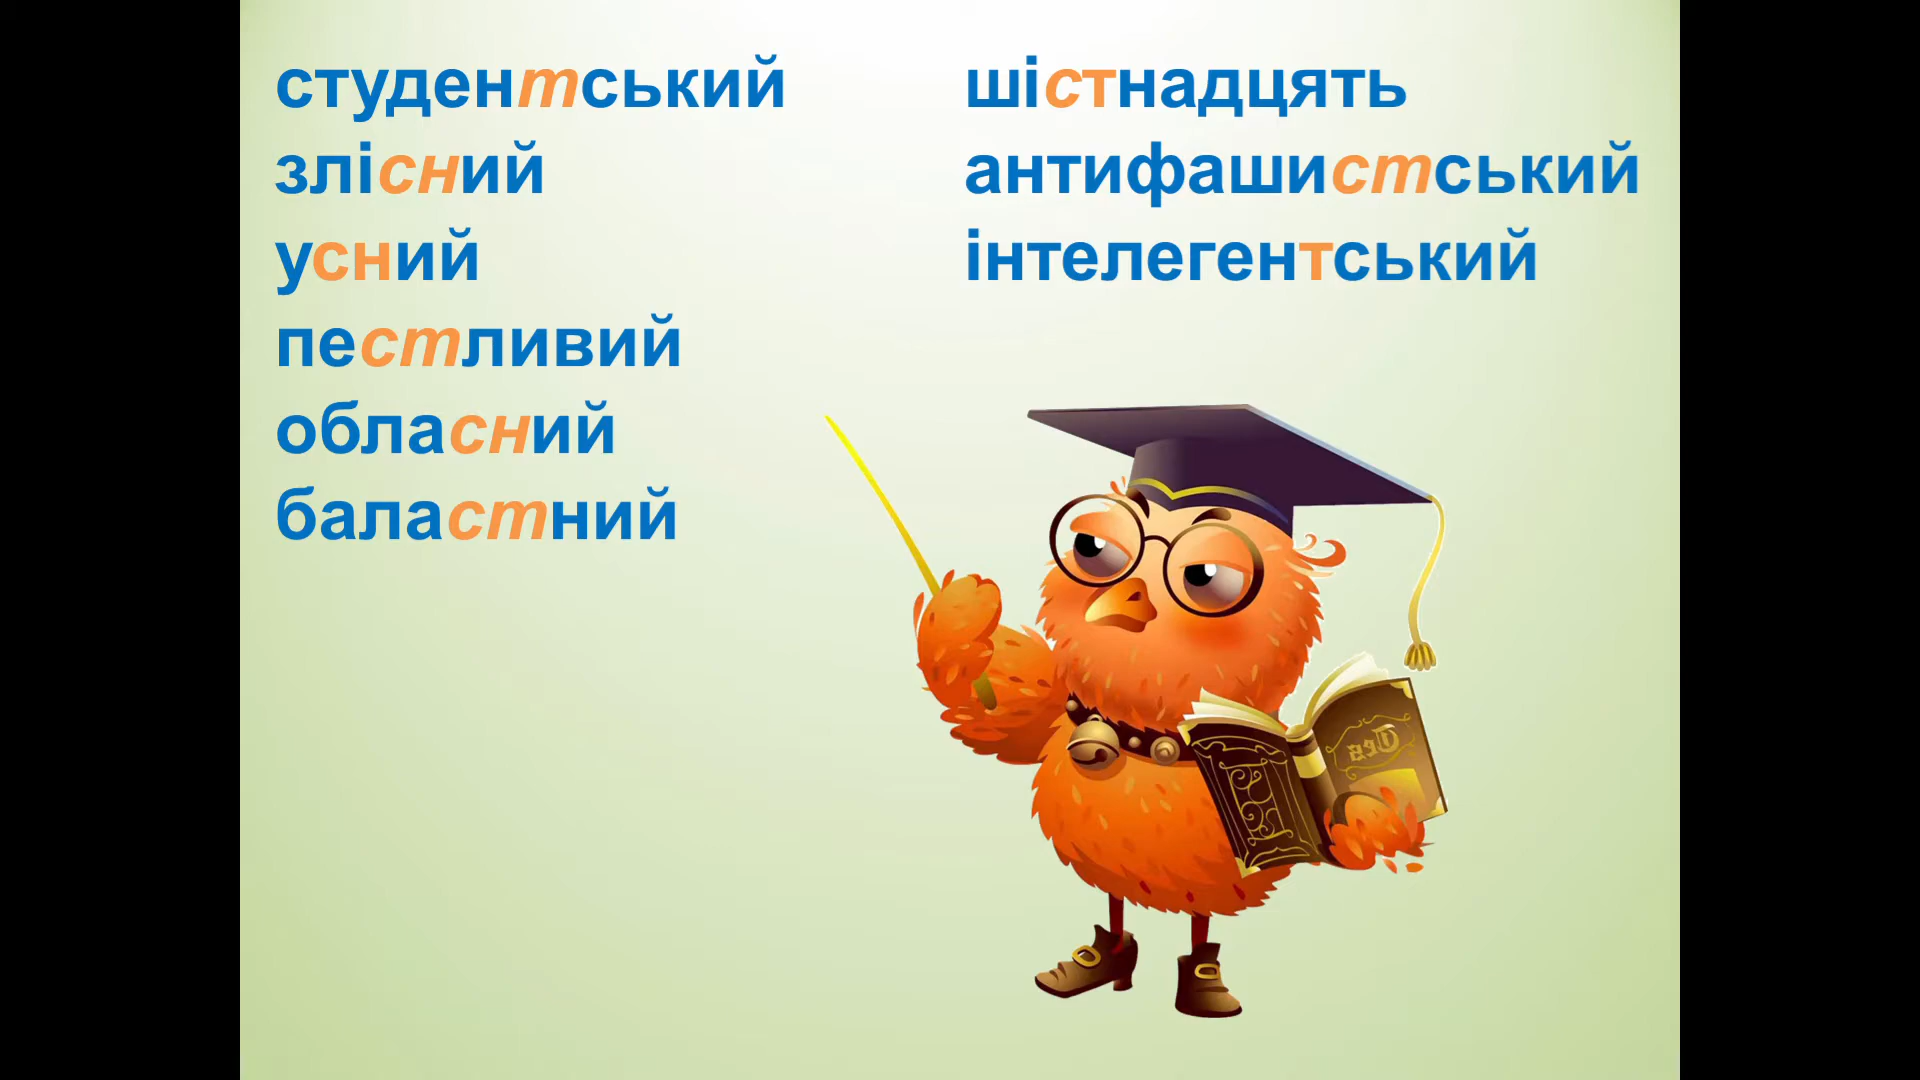 студентський
злісний
усний
пестливий
обласний
баластний
шістнадцять
антифашистський
інтелегентський